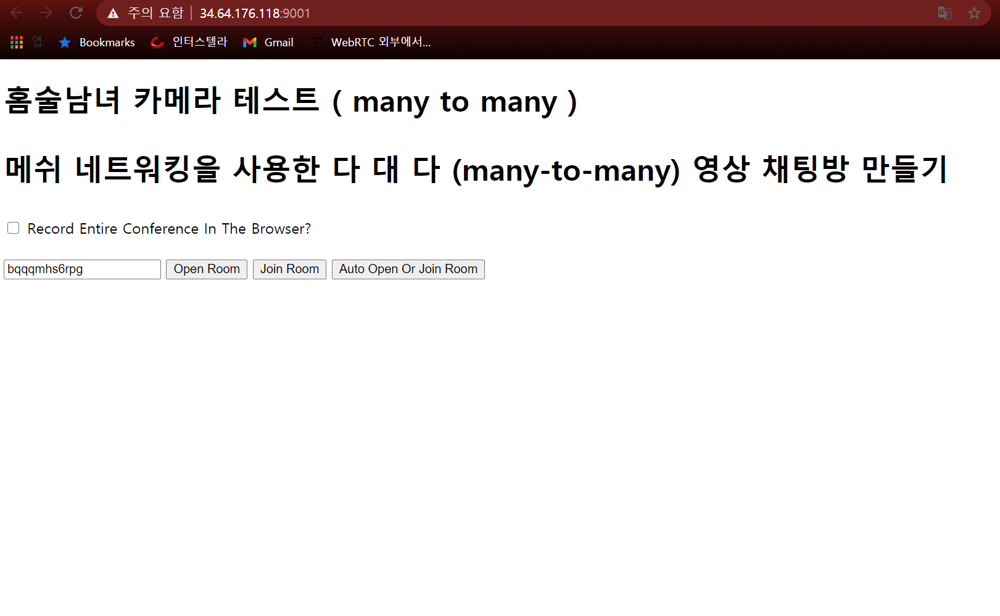 주의 요함 34.64.176.118:9001
앱 Bookmarks 인터스텔라 Gmail WebRTC 외부에서...
홈술남녀 카메라 테스트 ( many to many )
메쉬 네트워킹을 사용한 다 대 다 (many-to-many) 영상 채팅방 만들기
Record Entire Conference In The Browser?
bqqqmhs6rpg Open Room Join Room Auto Open Or Join Room